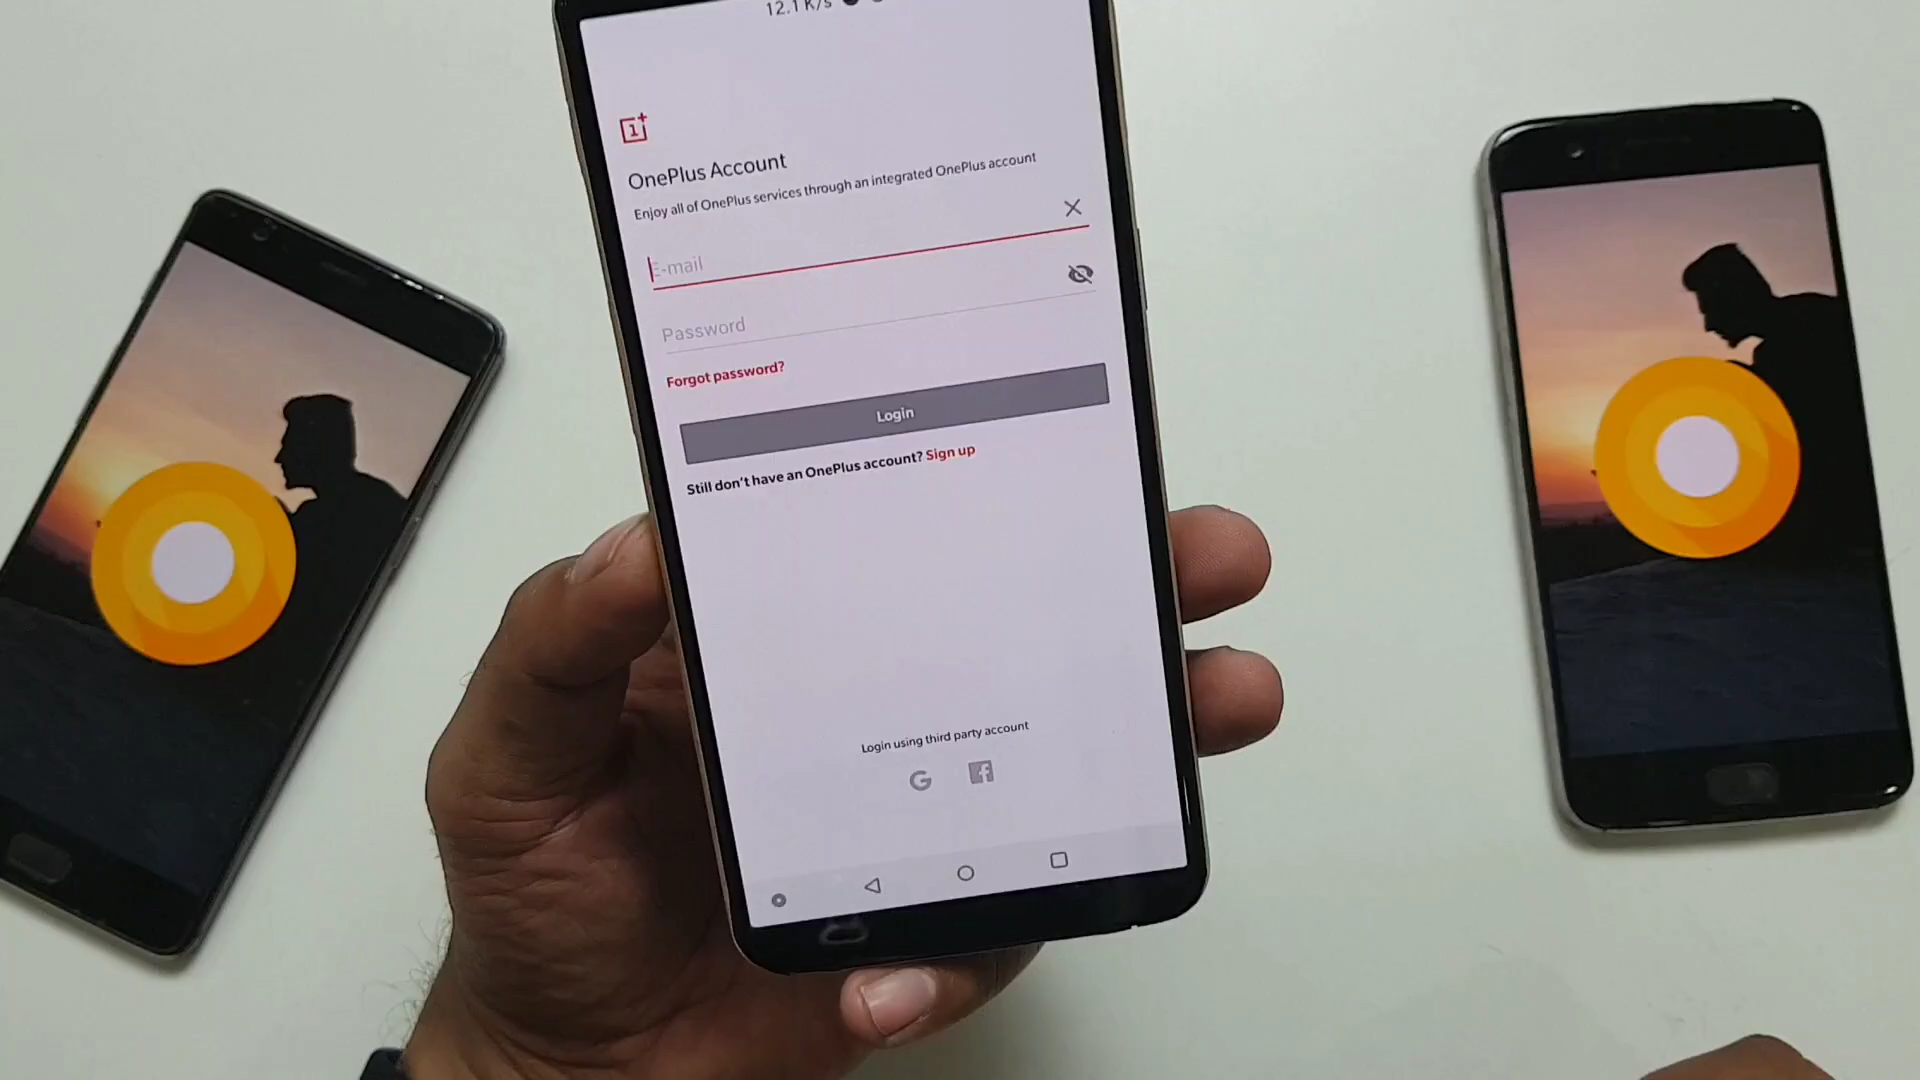 12.1 K/s
1+
OnePlus Account
Enjoy all of OnePlus services through an integrated OnePlus account
E-mail
Password
Forgot password?
Login
Still don't have an OnePlus account? Sign up
Login using third party account
G f